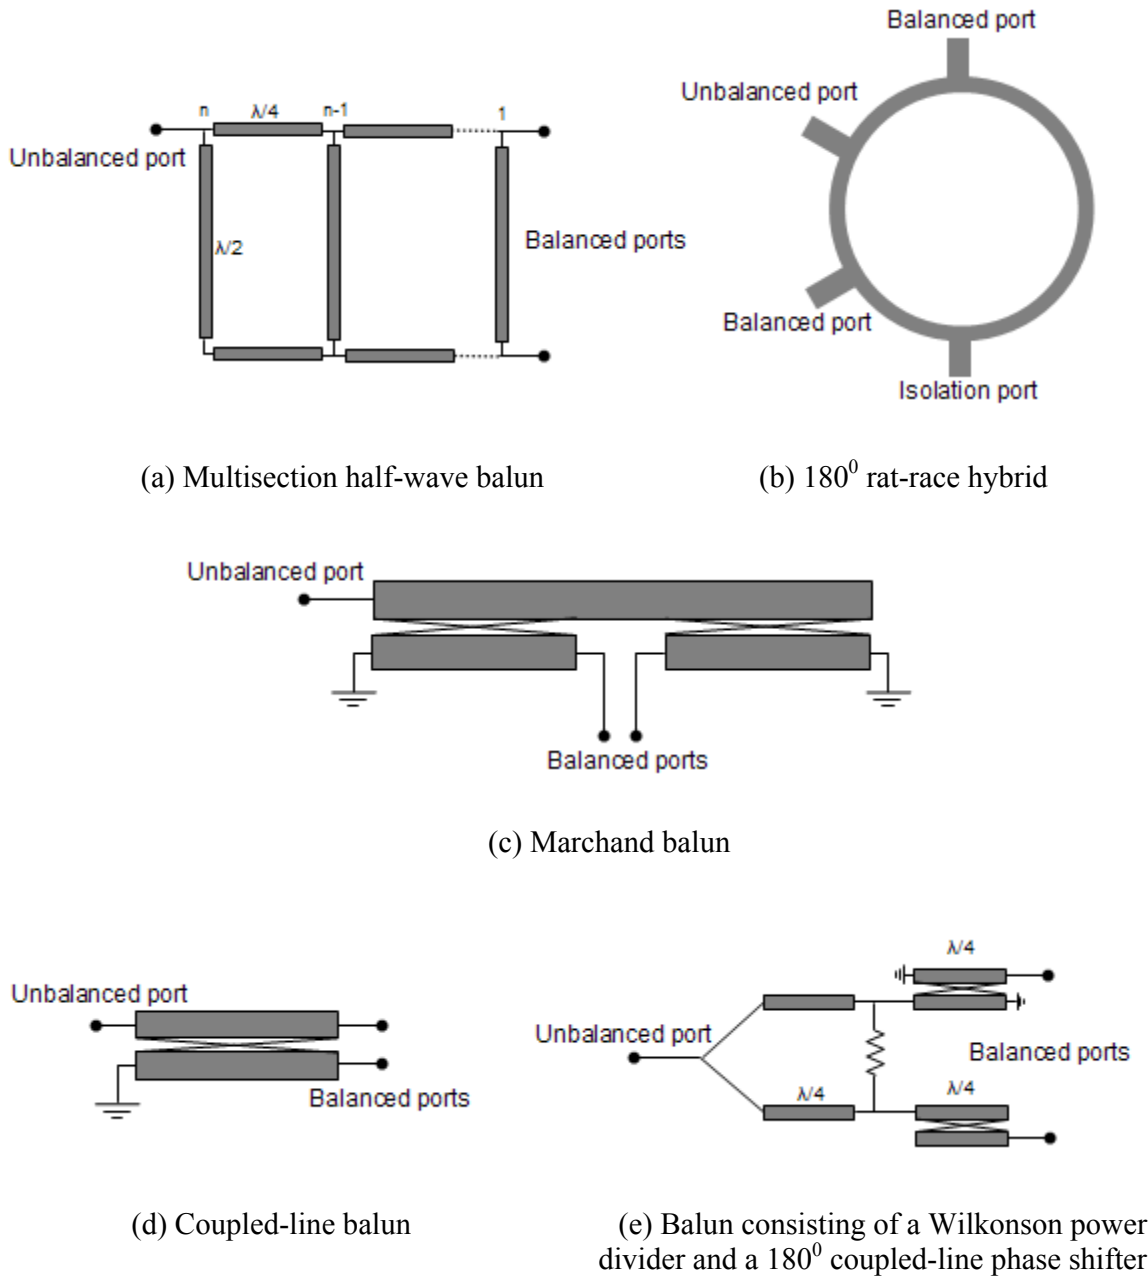 n
λ/4
n-1
1
Unbalanced port
λ/2
Balanced ports
Balanced port
Unbalanced port
Balanced port
Isolation port
(a) Multisection half-wave balun
(b) 180⁰ rat-race hybrid
Unbalanced port
Balanced ports
(c) Marchand balun
Unbalanced port
Balanced ports
λ/4
Unbalanced port
Balanced ports
λ/4
λ/4
(d) Coupled-line balun
(e) Balun consisting of a Wilkonson power
divider and a 180⁰ coupled-line phase shifter